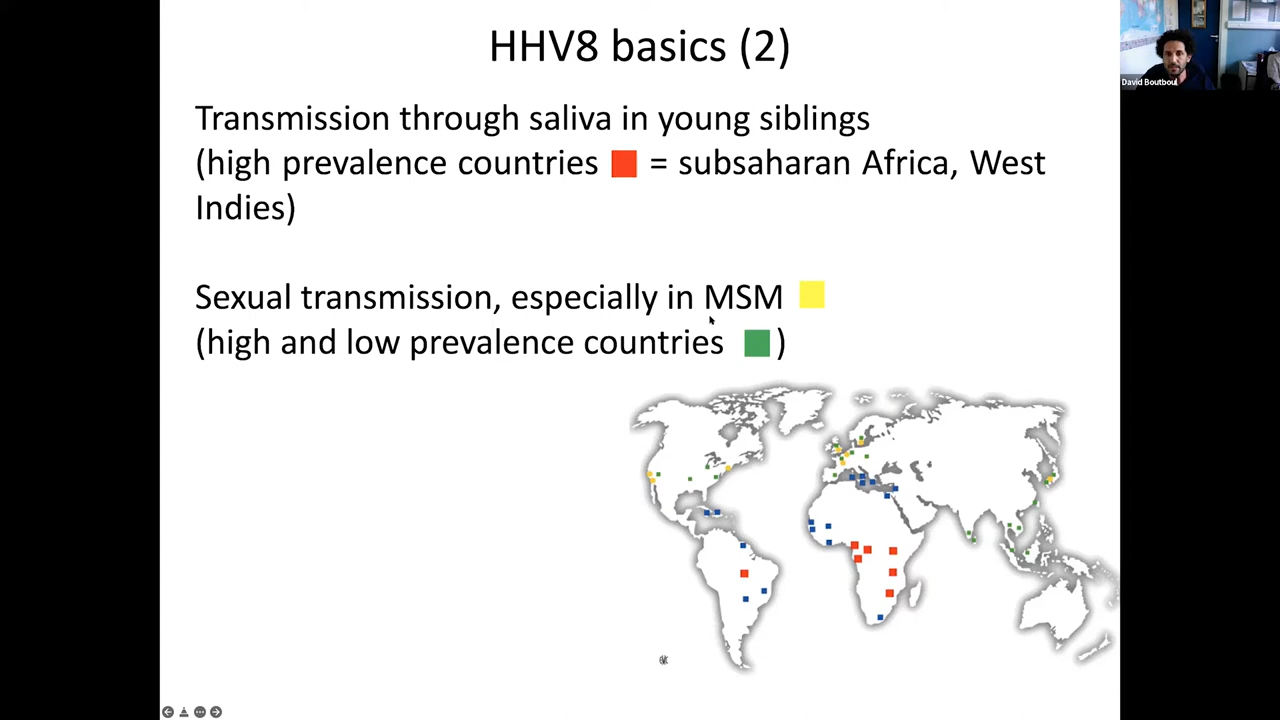 HHV8 basics (2)
David Boutboul
Transmission through saliva in young siblings
(high prevalence countries = subsaharan Africa, West
Indies)
Sexual transmission, especially in MSM
(high and low prevalence countries )